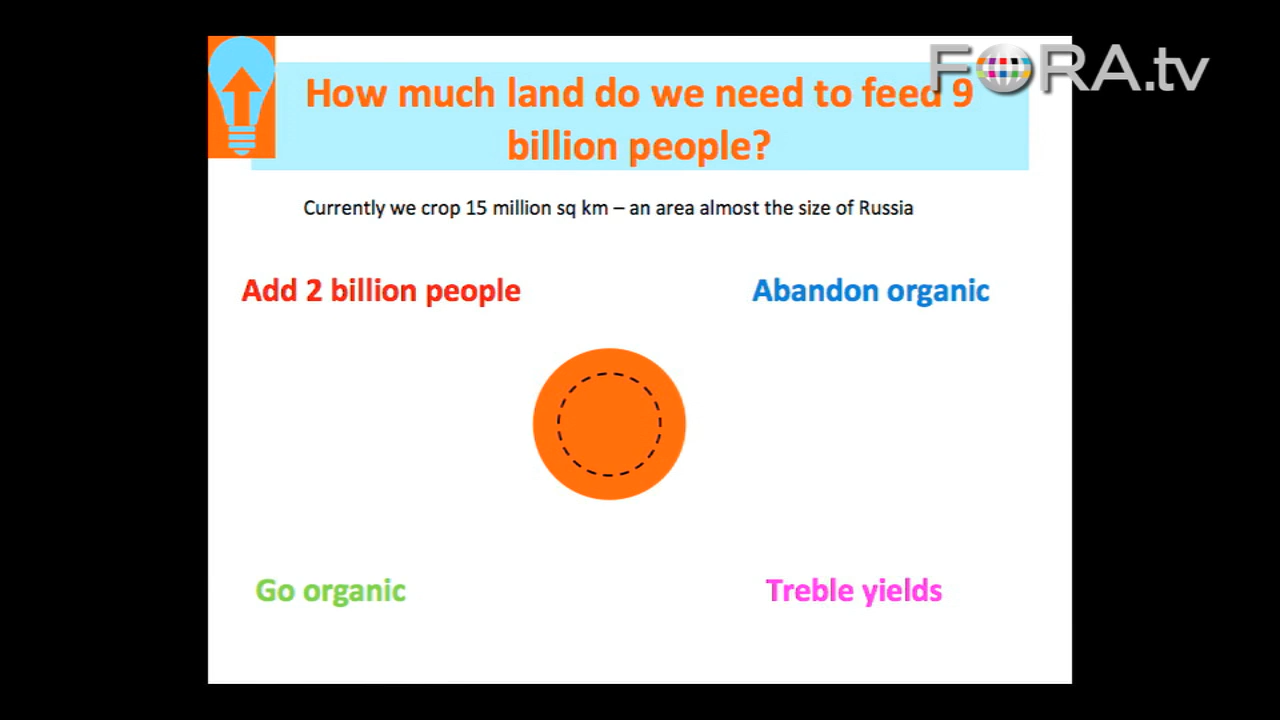 FORA.tv
How much land do we need to feed 9
billion people?
Currently we crop 15 million sq km – an area almost the size of Russia
Add 2 billion people
Abandon organic
Go organic
Treble yields